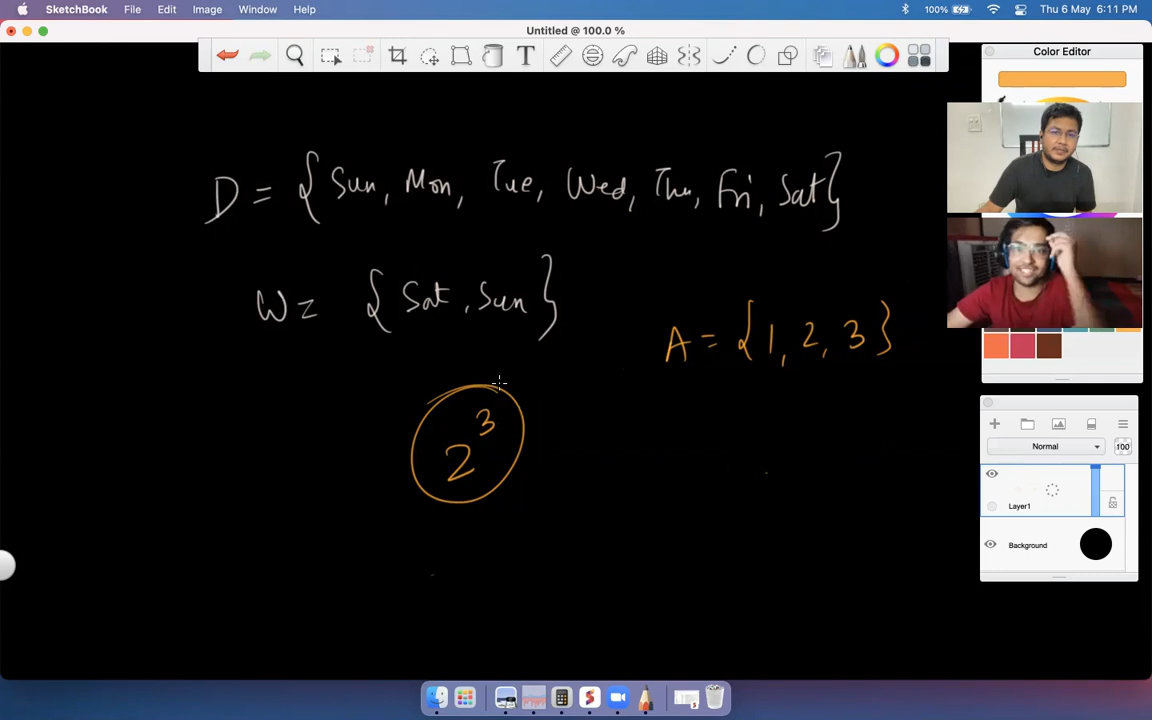 SketchBook File Edit Image Window Help 100% Thu 6 May 6:11 PM
Untitled @ 100.0 %
Color Editor
D = {Sun, Mon, Tue, Wed, Thu, Fri, Sat}
W = {Sat, Sun}
A = {1, 2, 3}
2³
Normal 100
Layer1
Background